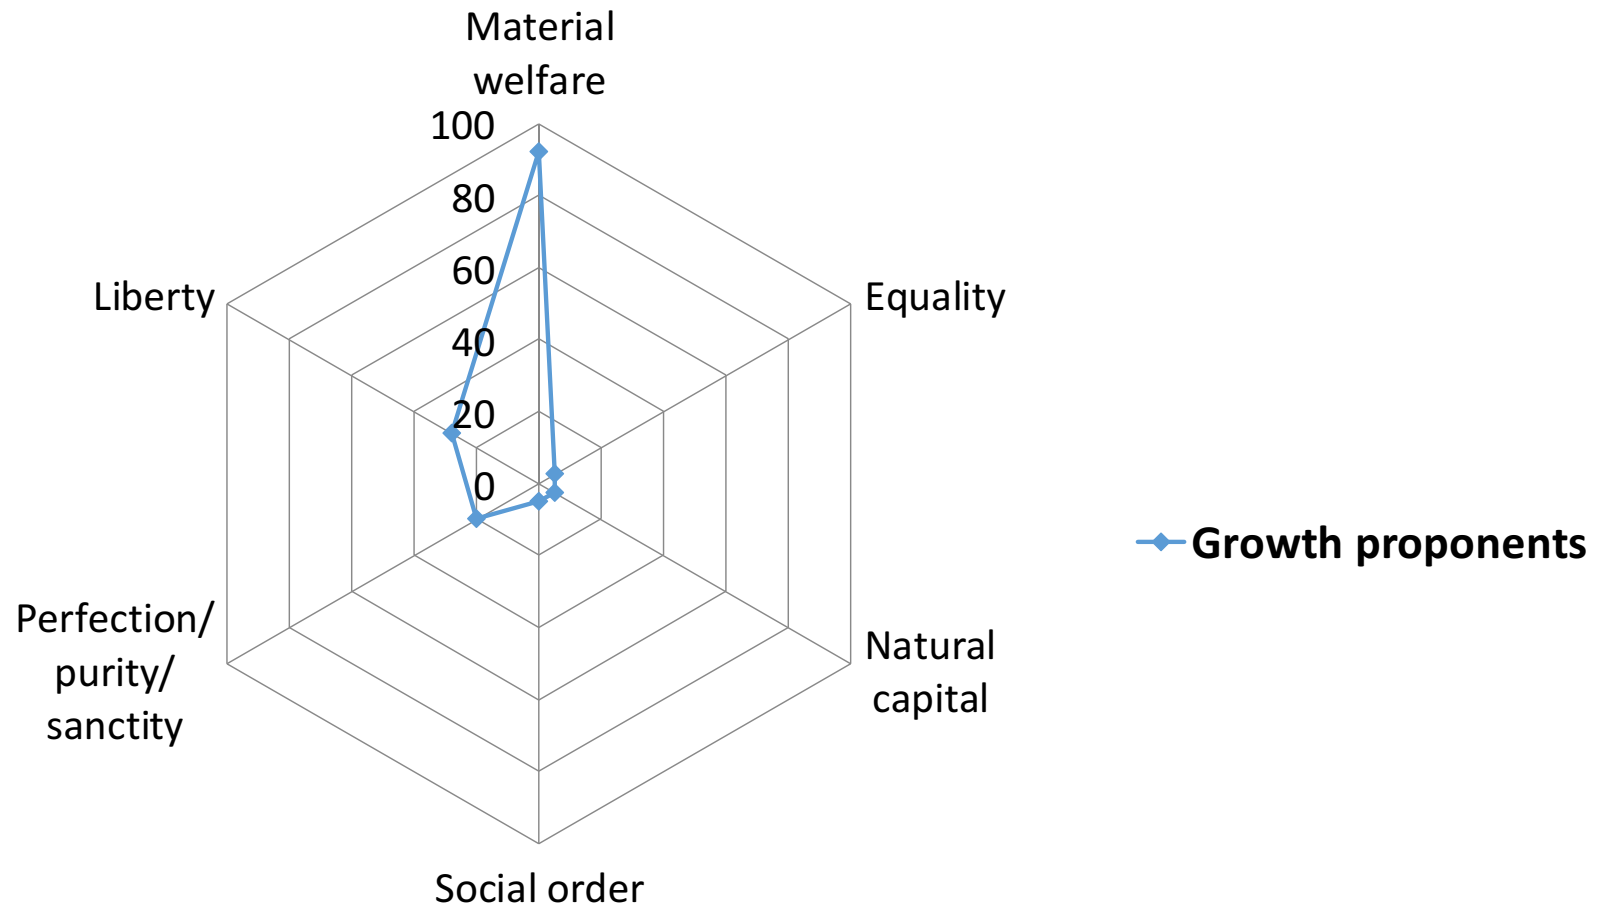 Material
welfare
100
80
60
40
20
0
Liberty
Equality
Growth proponents
Perfection/
purity/
sanctity
Natural
capital
Social order